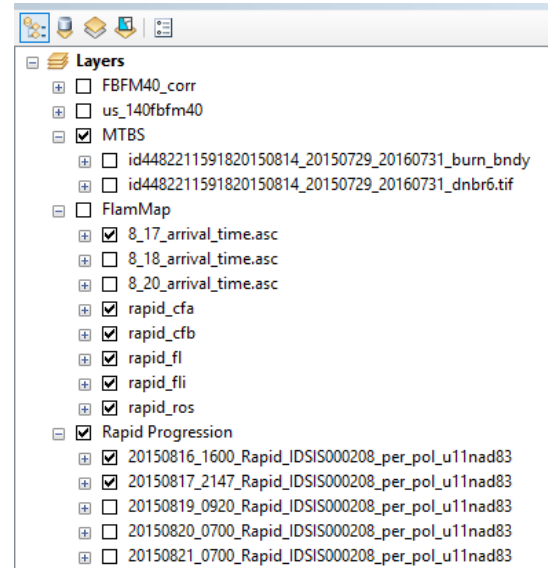 Layers
FBFM40_corr
us_140fbfm40
MTBS
id4482211591820150814_20150729_20160731_burn_bndy
id4482211591820150814_20150729_20160731_dnbr6.tif
FlamMap
8_17_arrival_time.asc
8_18_arrival_time.asc
8_20_arrival_time.asc
rapid_cfa
rapid_cfb
rapid_fl
rapid_fli
rapid_ros
Rapid Progression
20150816_1600_Rapid_IDSIS000208_per_pol_u11nad83
20150817_2147_Rapid_IDSIS000208_per_pol_u11nad83
20150819_0920_Rapid_IDSIS000208_per_pol_u11nad83
20150820_0700_Rapid_IDSIS000208_per_pol_u11nad83
20150821_0700_Rapid_IDSIS000208_per_pol_u11nad83